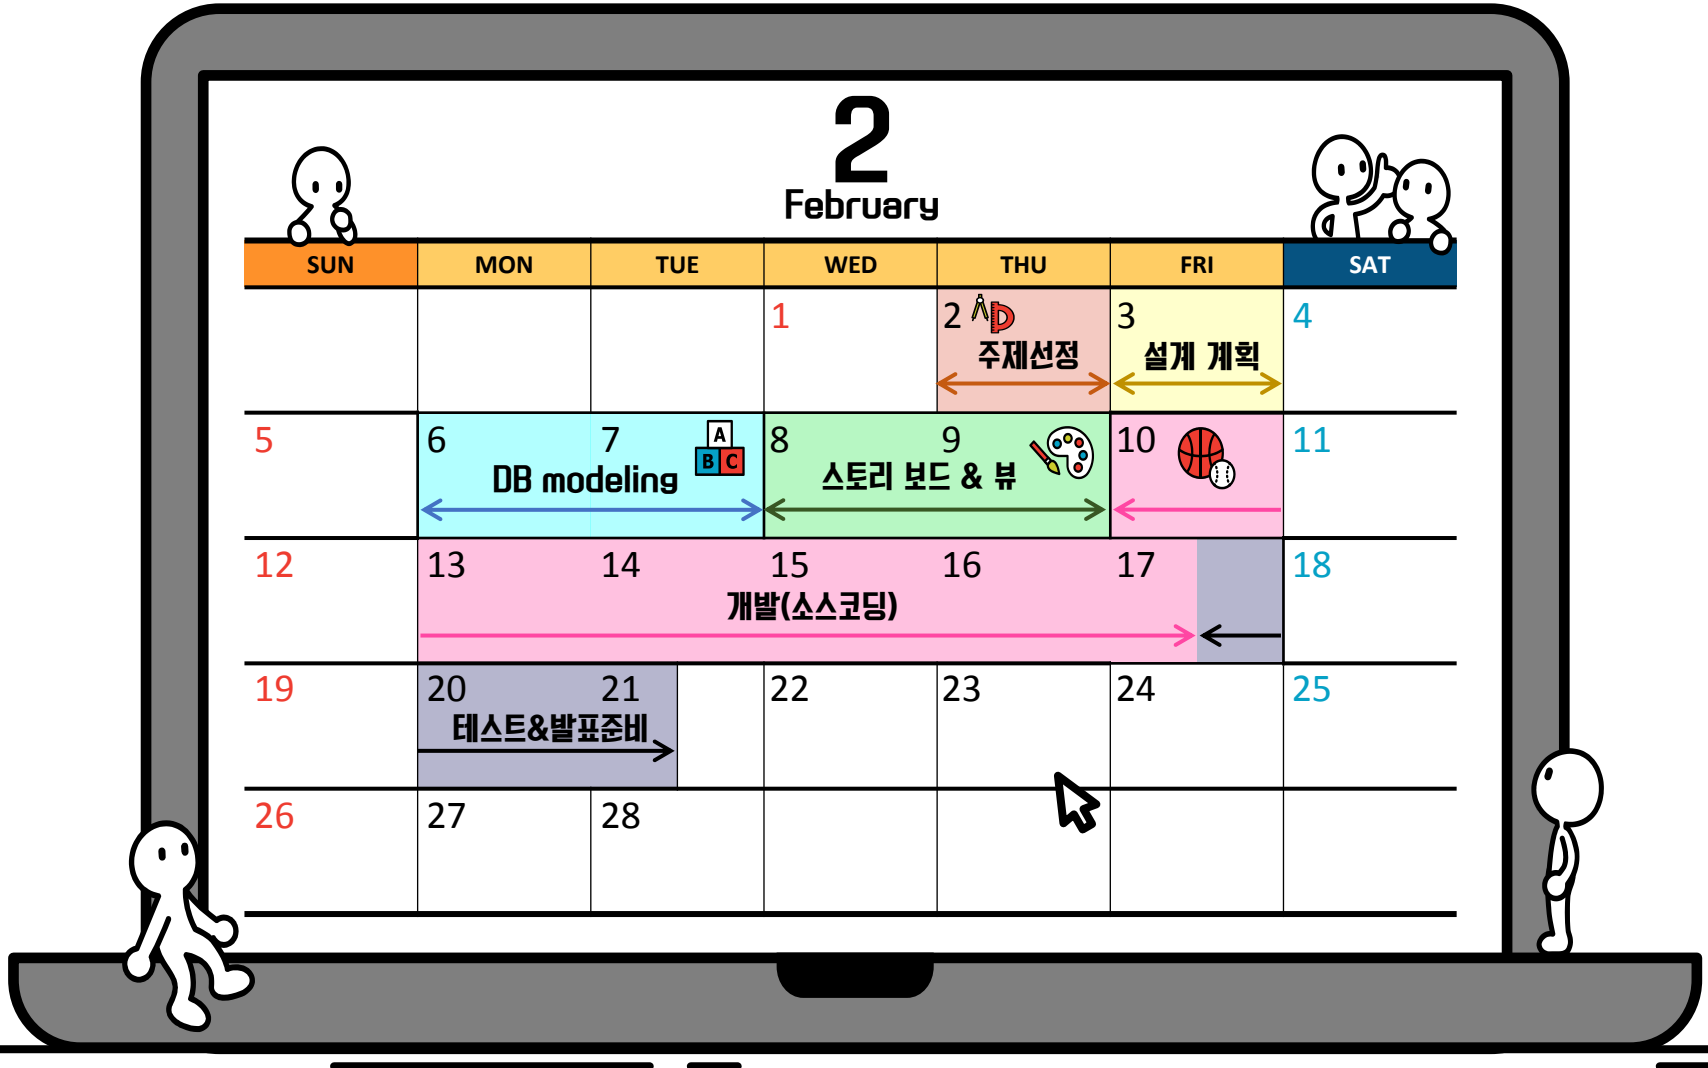 2
February
SUN MON TUE WED THU FRI SAT
1 2 3 4
주제선정 설계 계획
5 6 7 8 9 10 11
A
B C
DB modeling 스토리 보드 & 뷰
12 13 14 15 16 17 18
개발(소스코딩)
19 20 21 22 23 24 25
테스트&발표준비
26 27 28